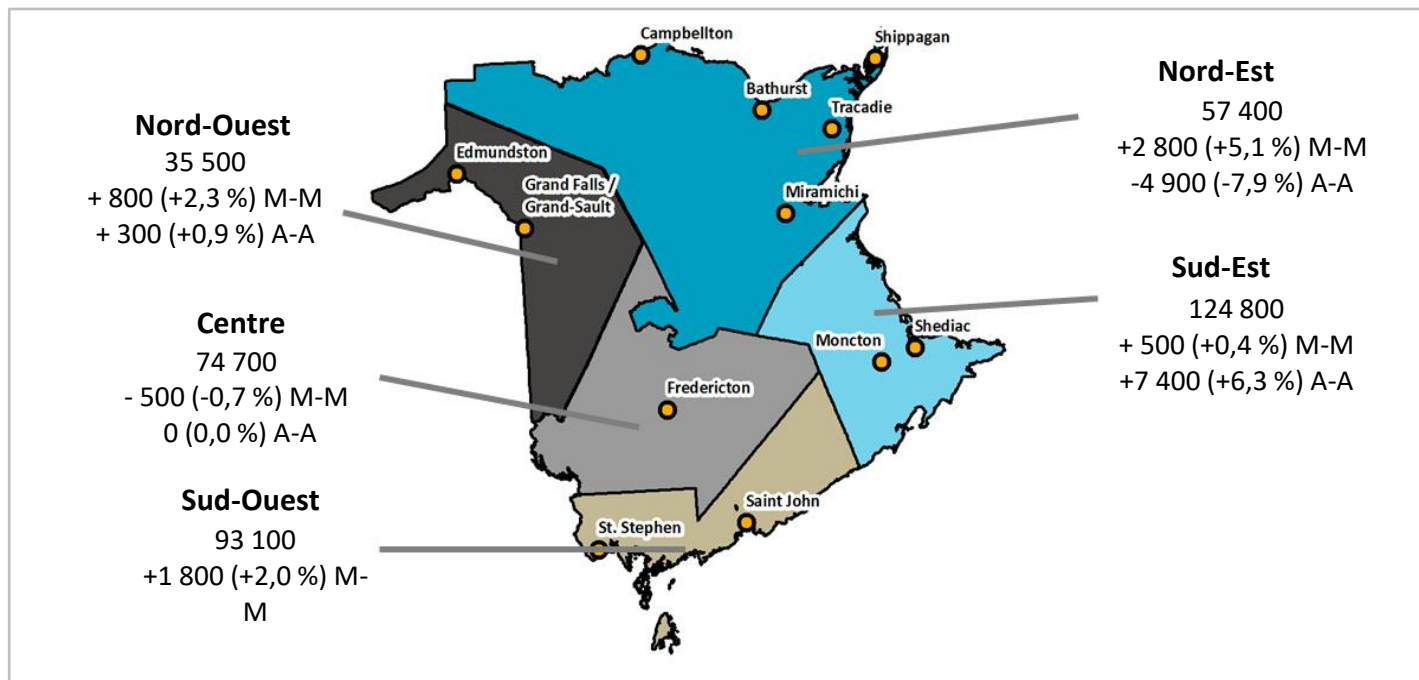 Nord-Ouest
35 500
+ 800 (+2,3 %) M-M
+ 300 (+0,9 %) A-A
Centre
74 700
- 500 (-0,7 %) M-M
0 (0,0 %) A-A
Sud-Ouest
93 100
+1 800 (+2,0 %) M-
M
Campbellton
Shippagan
Bathurst
Tracadie
Edmundston
Grand Falls /
Grand-Sault
Miramichi
Moncton
Shediac
Fredericton
Saint John
St. Stephen
Nord-Est
57 400
+2 800 (+5,1 %) M-M
-4 900 (-7,9 %) A-A
Sud-Est
124 800
+ 500 (+0,4 %) M-M
+7 400 (+6,3 %) A-A